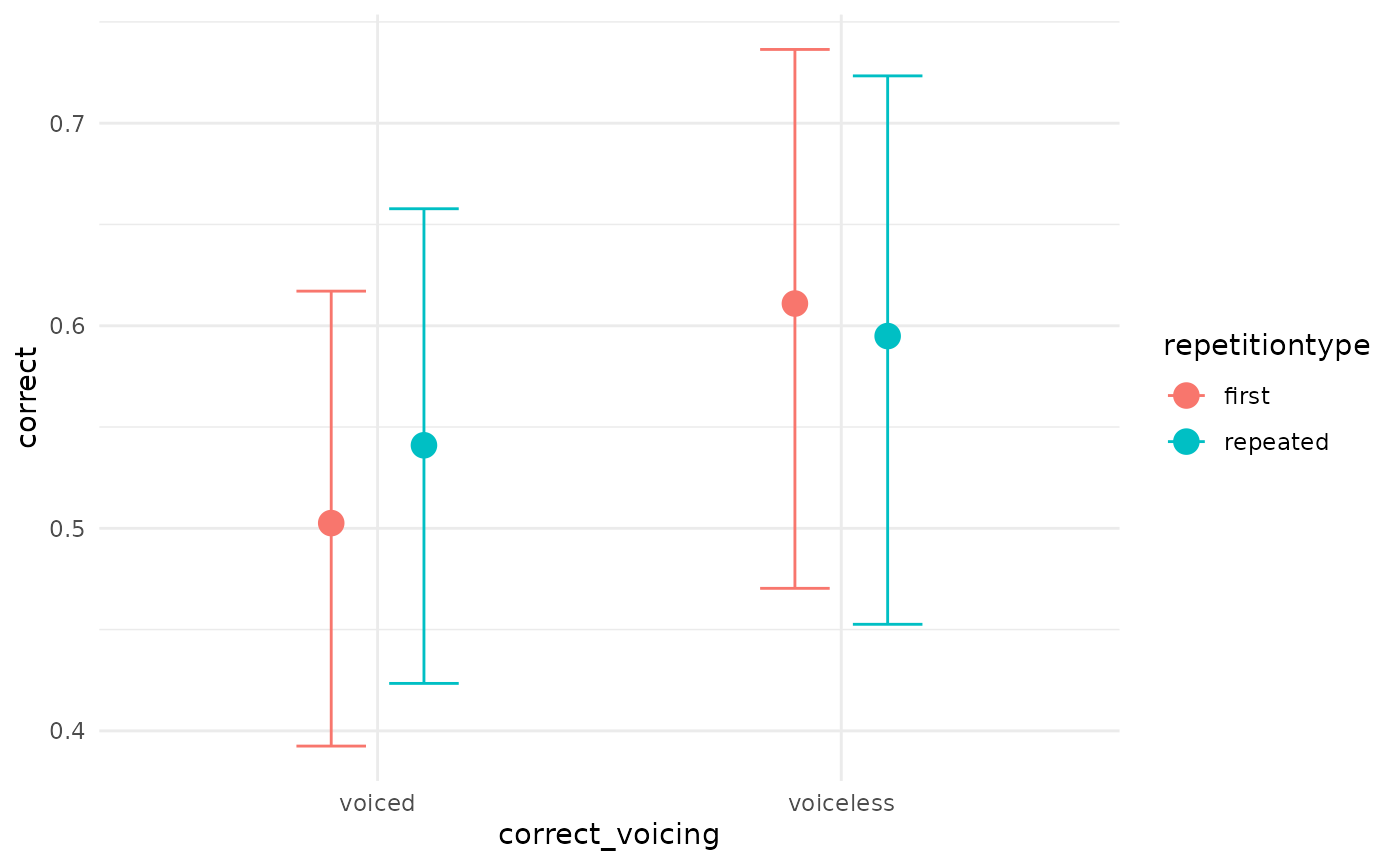 correct
0.7
0.6
0.5
0.4
voiced voiceless
correct_voicing
repetitiontype
first
repeated